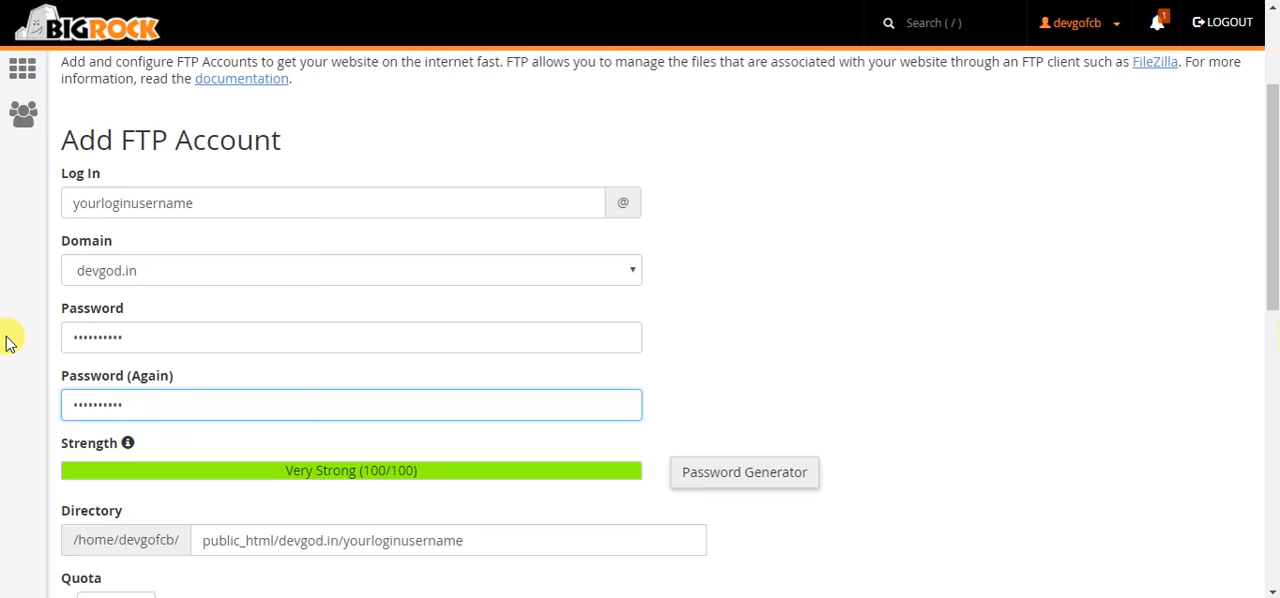 BIGROCK
Search ( / )
devgofcb
1
LOGOUT
Add and configure FTP Accounts to get your website on the internet fast. FTP allows you to manage the files that are associated with your website through an FTP client such as FileZilla. For more
information, read the documentation.
Add FTP Account
Log In
yourloginusername
@
Domain
devgod.in
Password
••••••••••
Password (Again)
••••••••••
Strength
Very Strong (100/100)
Password Generator
Directory
/home/devgofcb/ public_html/devgod.in/yourloginusername
Quota